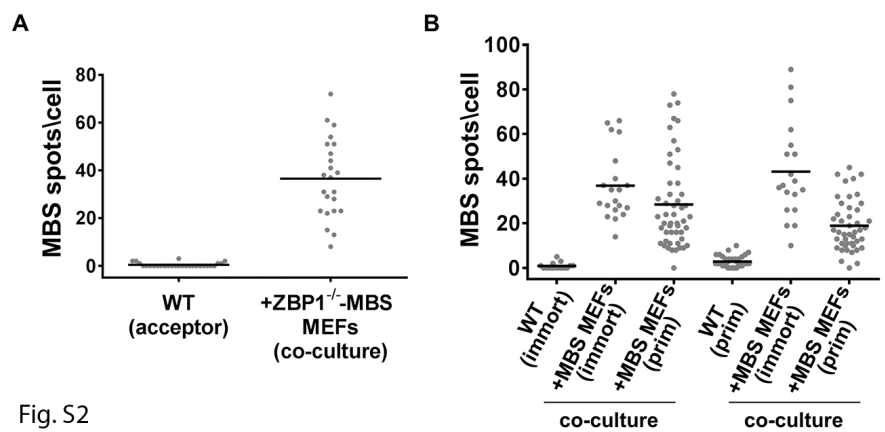 A
MBS spots\cell
80
60
40
20
0
WT
(acceptor)
+ZBP1-/--MBS
MEFs
(co-culture)
B
MBS spots\cell
100
80
60
40
20
0
WT
(immort)
+MBS MEFs
(immort)
+MBS MEFs
(prim)
WT
(prim)
+MBS MEFs
(immort)
+MBS MEFs
(prim)
co-culture
co-culture
Fig. S2